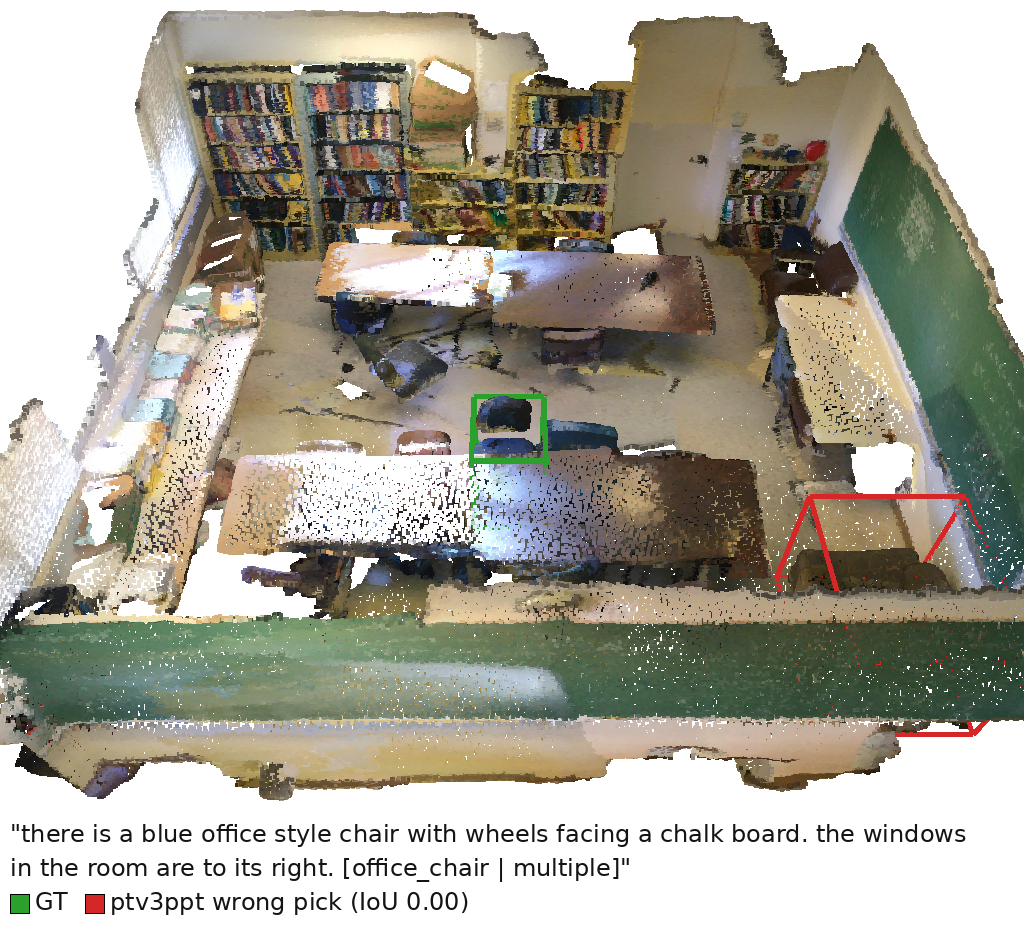 "there is a blue office style chair with wheels facing a chalk board. the windows
in the room are to its right. [office_chair | multiple]"
GT ptv3ppt wrong pick (IoU 0.00)